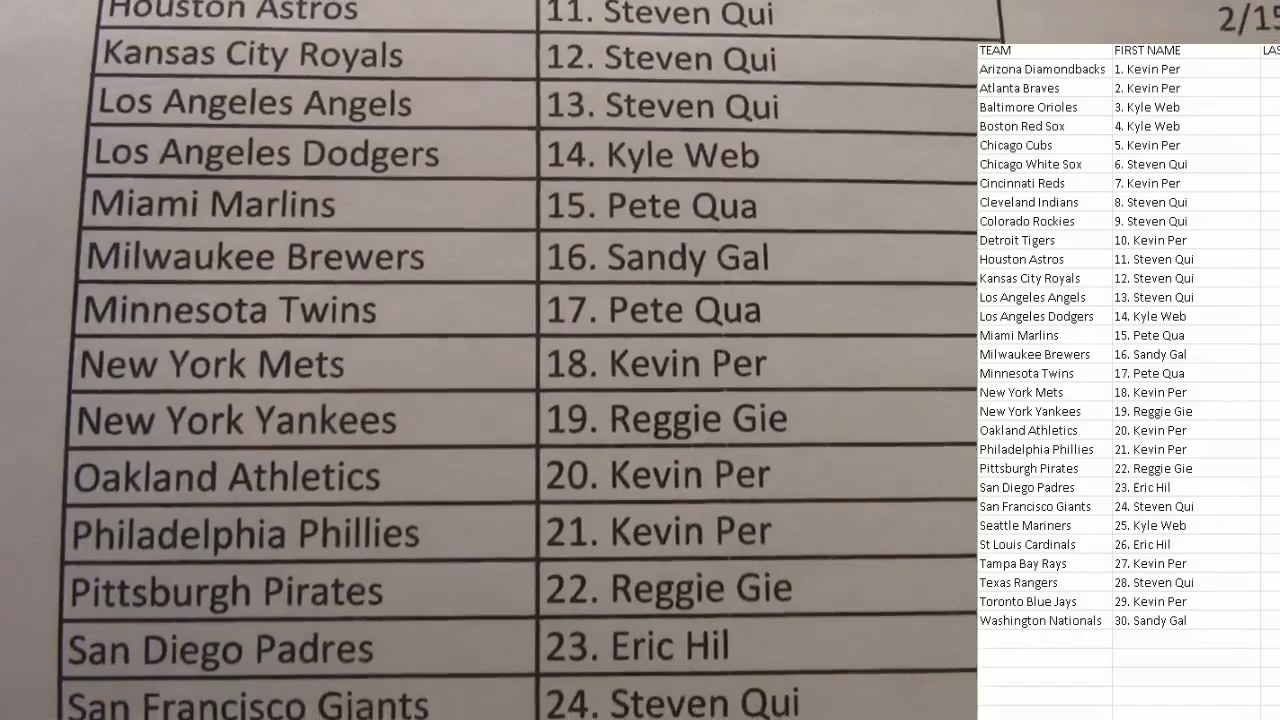 Houston Astros 11. Steven Qui
2/15
Kansas City Royals 12. Steven Qui
Los Angeles Angels 13. Steven Qui
Los Angeles Dodgers 14. Kyle Web
Miami Marlins 15. Pete Qua
Milwaukee Brewers 16. Sandy Gal
Minnesota Twins 17. Pete Qua
New York Mets 18. Kevin Per
New York Yankees 19. Reggie Gie
Oakland Athletics 20. Kevin Per
Philadelphia Phillies 21. Kevin Per
Pittsburgh Pirates 22. Reggie Gie
San Diego Padres 23. Eric Hil
San Francisco Giants 24. Steven Qui
TEAM FIRST NAME LAS
Arizona Diamondbacks 1. Kevin Per
Atlanta Braves 2. Kevin Per
Baltimore Orioles 3. Kyle Web
Boston Red Sox 4. Kyle Web
Chicago Cubs 5. Kevin Per
Chicago White Sox 6. Steven Qui
Cincinnati Reds 7. Kevin Per
Cleveland Indians 8. Steven Qui
Colorado Rockies 9. Steven Qui
Detroit Tigers 10. Kevin Per
Houston Astros 11. Steven Qui
Kansas City Royals 12. Steven Qui
Los Angeles Angels 13. Steven Qui
Los Angeles Dodgers 14. Kyle Web
Miami Marlins 15. Pete Qua
Milwaukee Brewers 16. Sandy Gal
Minnesota Twins 17. Pete Qua
New York Mets 18. Kevin Per
New York Yankees 19. Reggie Gie
Oakland Athletics 20. Kevin Per
Philadelphia Phillies 21. Kevin Per
Pittsburgh Pirates 22. Reggie Gie
San Diego Padres 23. Eric Hil
San Francisco Giants 24. Steven Qui
Seattle Mariners 25. Kyle Web
St Louis Cardinals 26. Eric Hil
Tampa Bay Rays 27. Kevin Per
Texas Rangers 28. Steven Qui
Toronto Blue Jays 29. Kevin Per
Washington Nationals 30. Sandy Gal